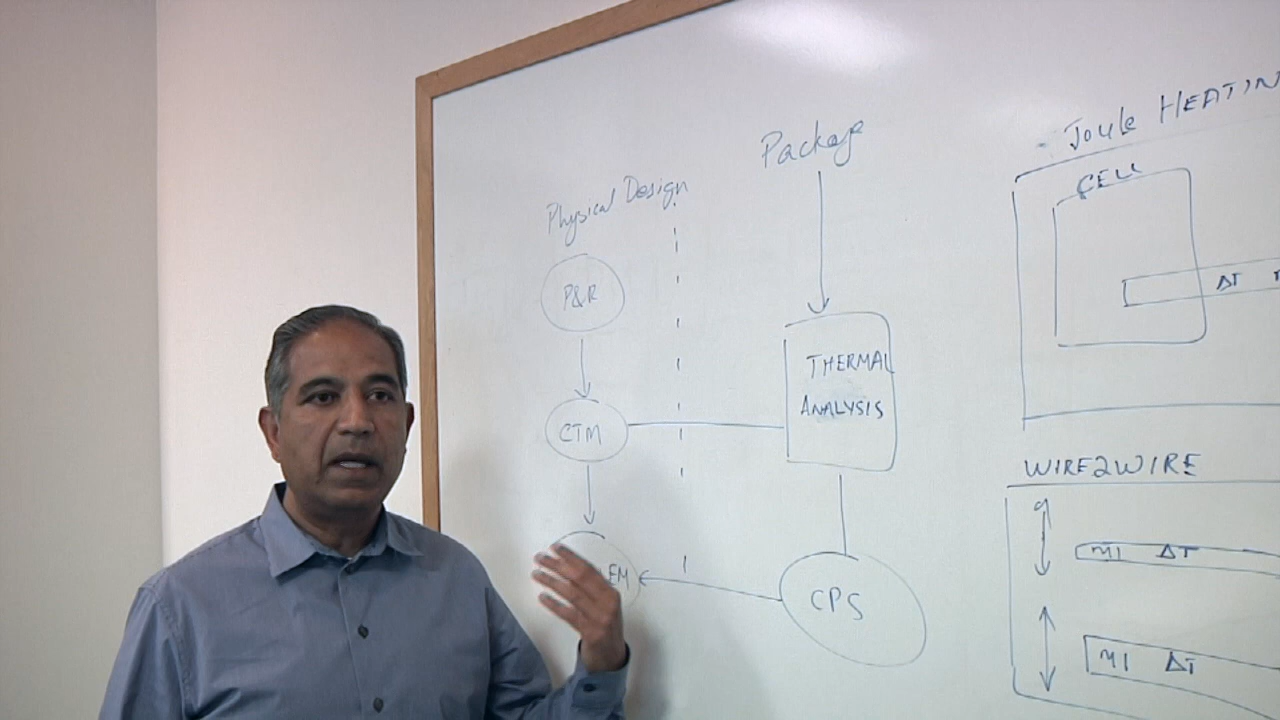 Physical Design
P&R
CTM
EM
Package
THERMAL
ANALYSIS
CPS
Joule HEATIN
CELL
ΔT
WIRE2WIRE
M1 ΔT
M1 ΔT